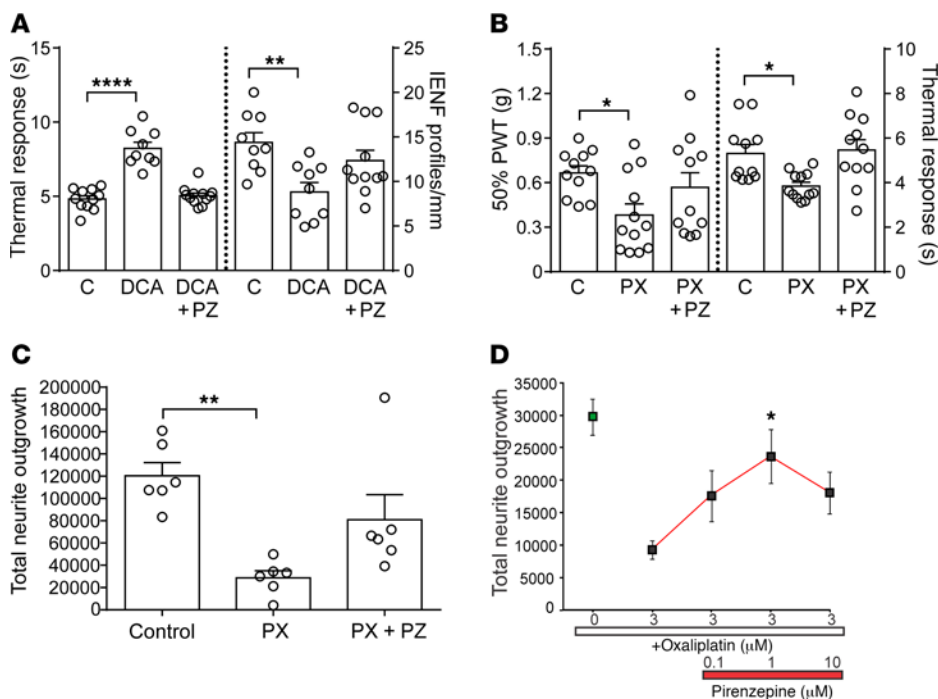 A
Thermal response (s)
15
10
5
0
****
**
25
20
15
10
5
0
IENF profiles/mm
C
DCA
DCA
+PZ
C
DCA
DCA
+PZ
B
50% PWT (g)
1.5
1.2
0.9
0.6
0.3
0
*
*
10
8
6
4
2
0
Thermal response (s)
C
PX
PX
+PZ
C
PX
PX
+PZ
C
Total neurite outgrowth
200000
180000
160000
140000
120000
100000
80000
60000
40000
20000
0
**
Control
PX
PX + PZ
D
Total neurite outgrowth
35000
30000
25000
20000
15000
10000
5000
0
*
0
3
3
3
3
+Oxaliplatin (μM)
0.1
1
10
Pirenzepine (μM)